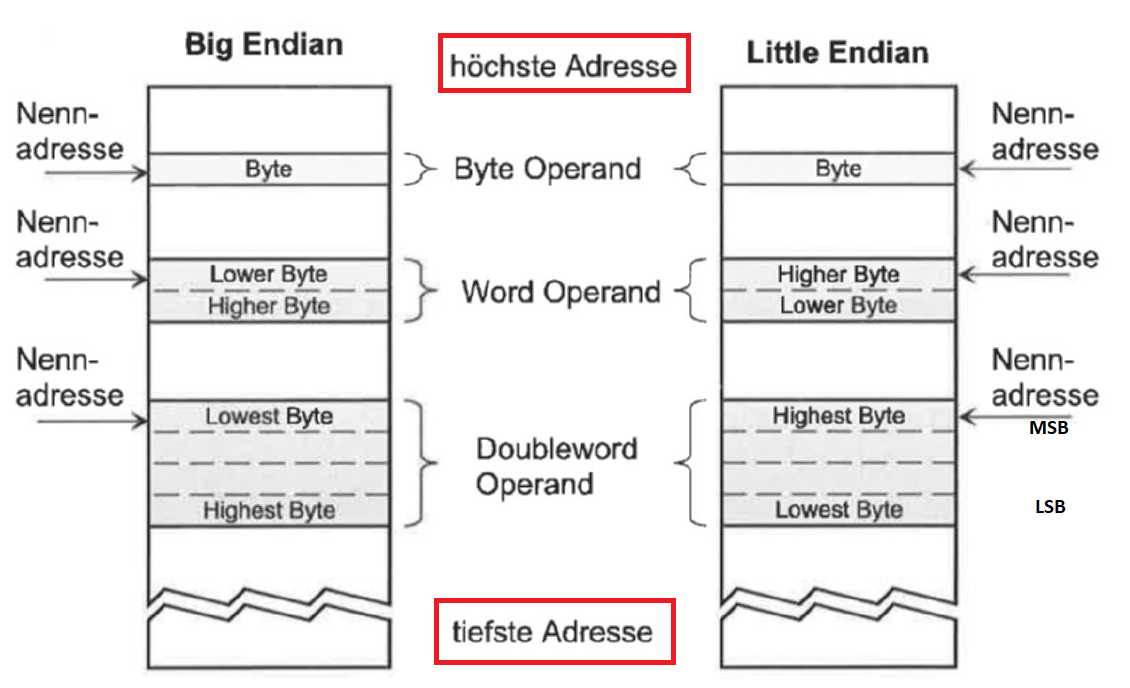 Big Endian
höchste Adresse
Little Endian
Nenn-
adresse
Byte
Byte Operand
Byte
Nenn-
adresse
Nenn-
adresse
Lower Byte
Higher Byte
Word Operand
Higher Byte
Lower Byte
Nenn-
adresse
Nenn-
adresse
Lowest Byte
Highest Byte
Doubleword
Operand
Highest Byte
Lowest Byte
Nenn-
adresse
MSB
LSB
tiefste Adresse